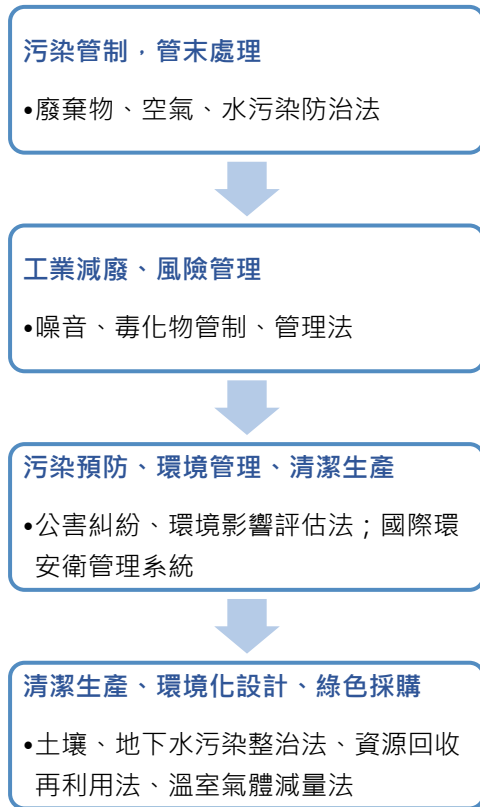 污染管制，管末處理
•廢棄物、空氣、水污染防治法
工業減廢、風險管理
•噪音、毒化物管制、管理法
污染預防、環境管理、清潔生產
•公害糾紛、環境影響評估法；國際環
安衛管理系統
清潔生產、環境化設計、綠色採購
•土壤、地下水污染整治法、資源回收
再利用法、溫室氣體減量法